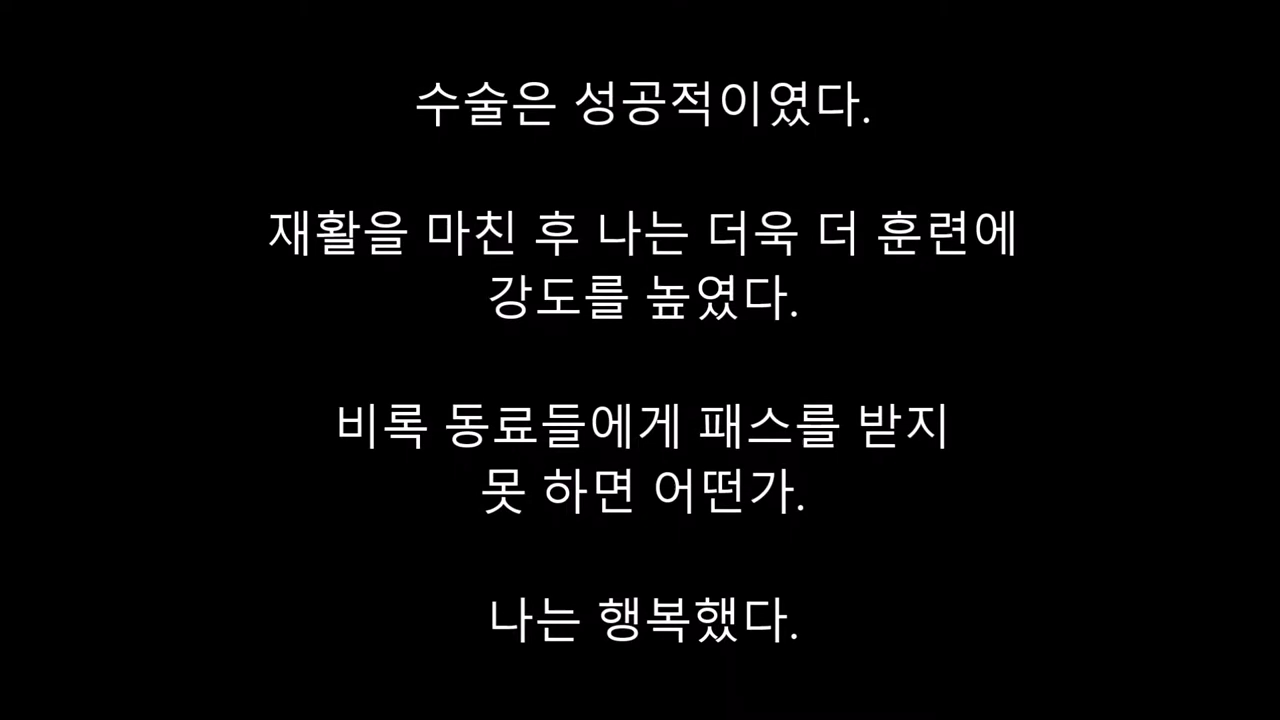 수술은 성공적이였다.
재활을 마친 후 나는 더욱 더 훈련에
강도를 높였다.
비록 동료들에게 패스를 받지
못 하면 어떤가.
나는 행복했다.